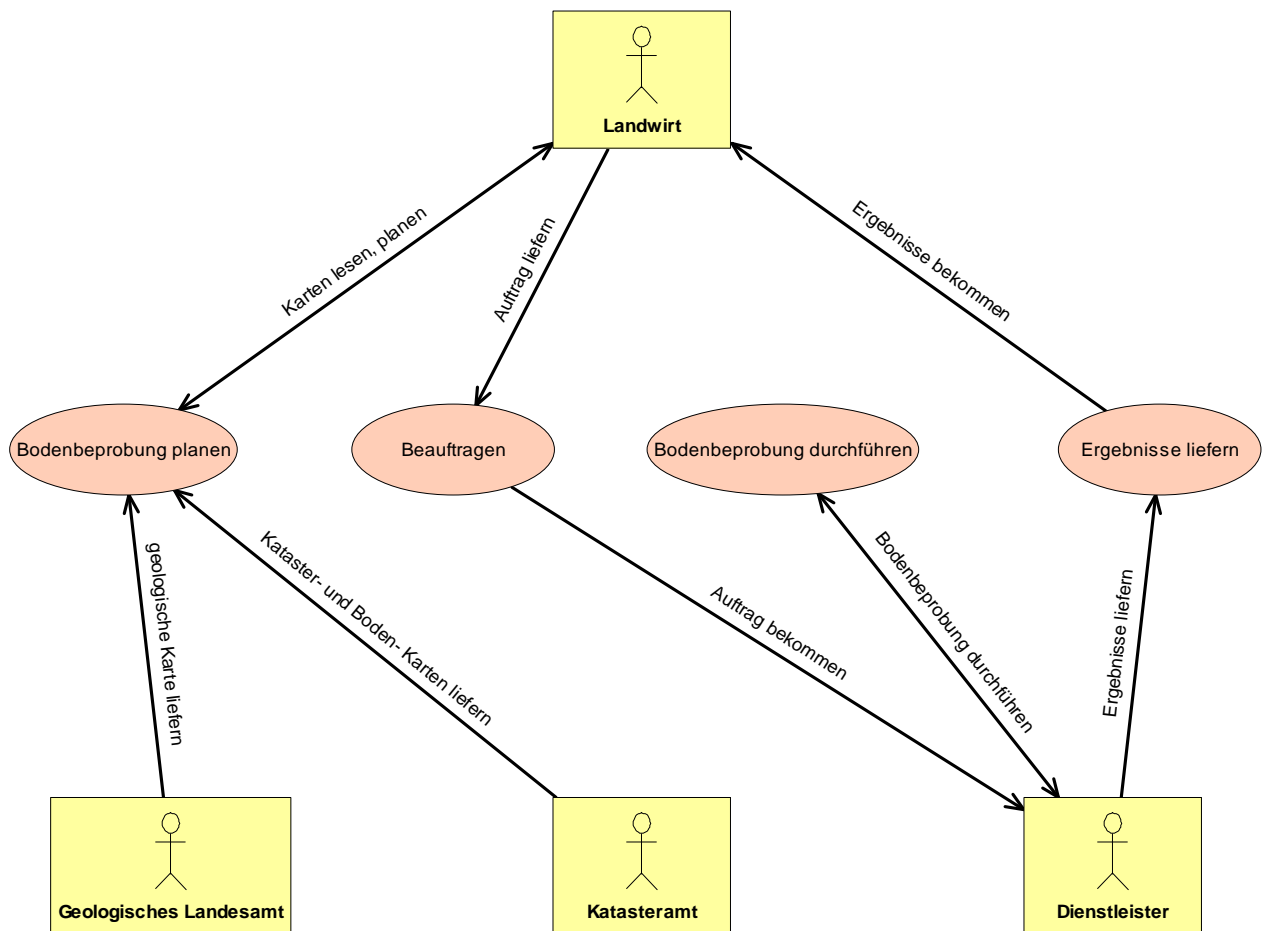 Landwirt
Karten lesen, planen
Auftrag liefern
Ergebnisse bekommen
Bodenbeprobung planen
Beauftragen
Bodenbeprobung durchführen
Ergebnisse liefern
geologische Karte liefern
Kataster- und Boden- Karten liefern
Auftrag bekommen
Bodenbeprobung durchführen
Ergebnisse liefern
Geologisches Landesamt
Katasteramt
Dienstleister